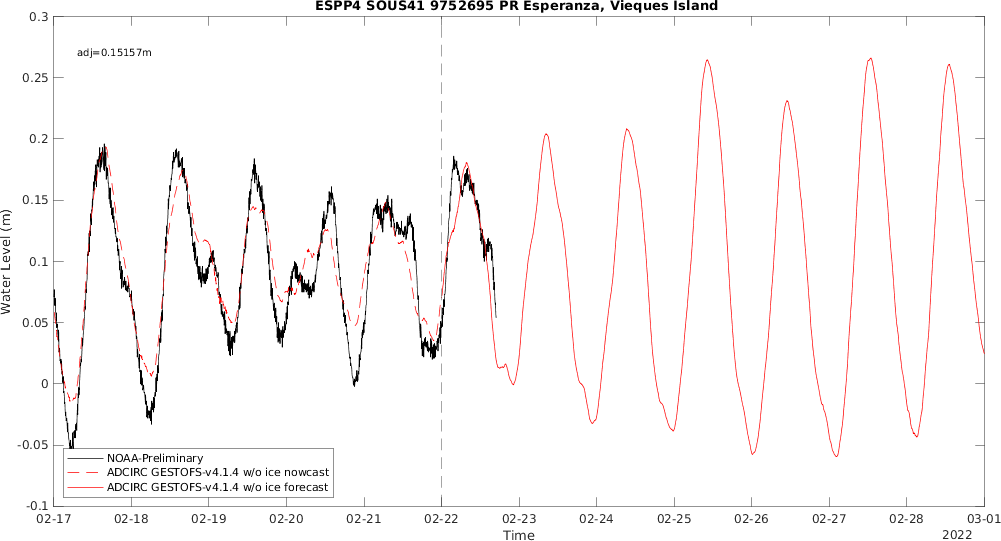 ESPP4 SOUS41 9752695 PR Esperanza, Vieques Island
adj=0.15157m
0.3
0.25
0.2
0.15
0.1
0.05
0
-0.05
-0.1
Water Level (m)
NOAA-Preliminary
ADCIRC GESTOFS-v4.1.4 w/o ice nowcast
ADCIRC GESTOFS-v4.1.4 w/o ice forecast
02-17 02-18 02-19 02-20 02-21 02-22 02-23 02-24 02-25 02-26 02-27 02-28 03-01
Time
2022